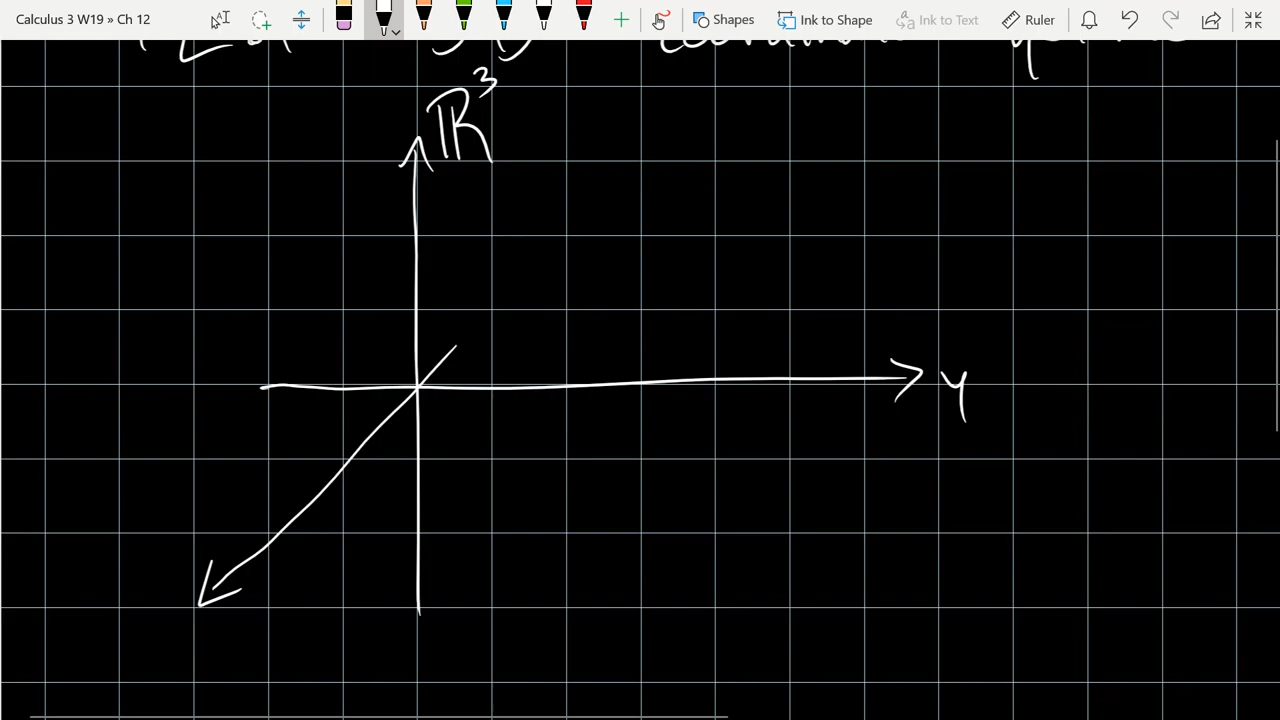 Calculus 3 W19 » Ch 12
Shapes
Ink to Shape
Ink to Text
Ruler
ℝ³
y